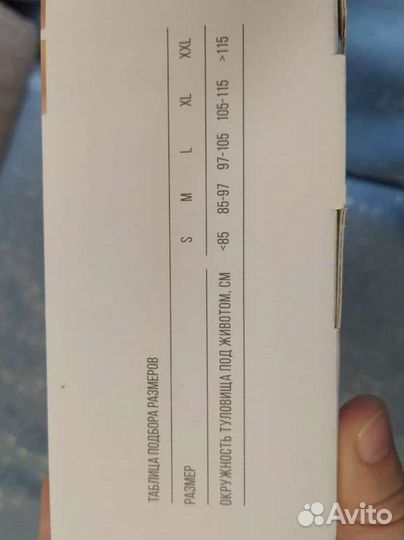 ТАБЛИЦА ПОДБОРА РАЗМЕРОВ
РАЗМЕР S M L XL XXL
ОКРУЖНОСТЬ ТУЛОВИЩА ПОД ЖИВОТОМ, СМ <85 85-97 97-105 105-115 >115
Avito